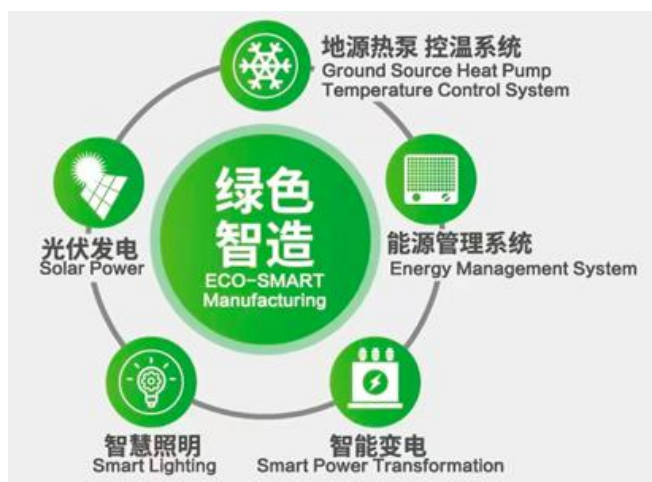 地源热泵 控温系统
Ground Source Heat Pump
Temperature Control System
绿色
智造
ECO-SMART
Manufacturing
能源管理系统
Energy Management System
光伏发电
Solar Power
智慧照明
Smart Lighting
智能变电
Smart Power Transformation